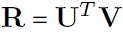 R = U^T V